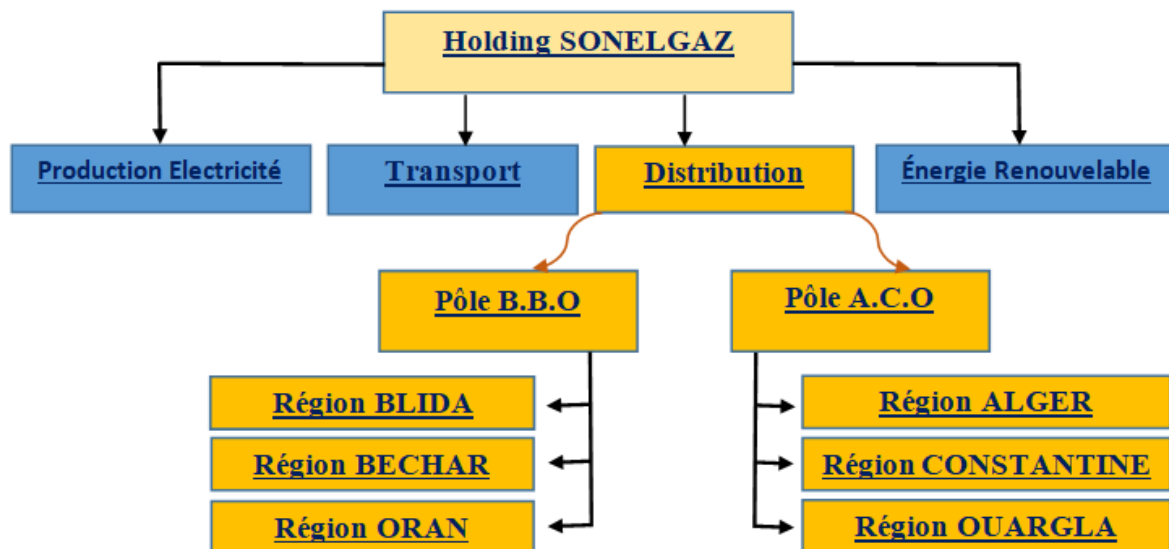 Holding SONELGAZ
Production Electricité
Transport
Distribution
Énergie Renouvelable
Pôle B.B.O
Pôle A.C.O
Région BLIDA
Région ALGER
Région BECHAR
Région CONSTANTINE
Région ORAN
Région OUARGLA